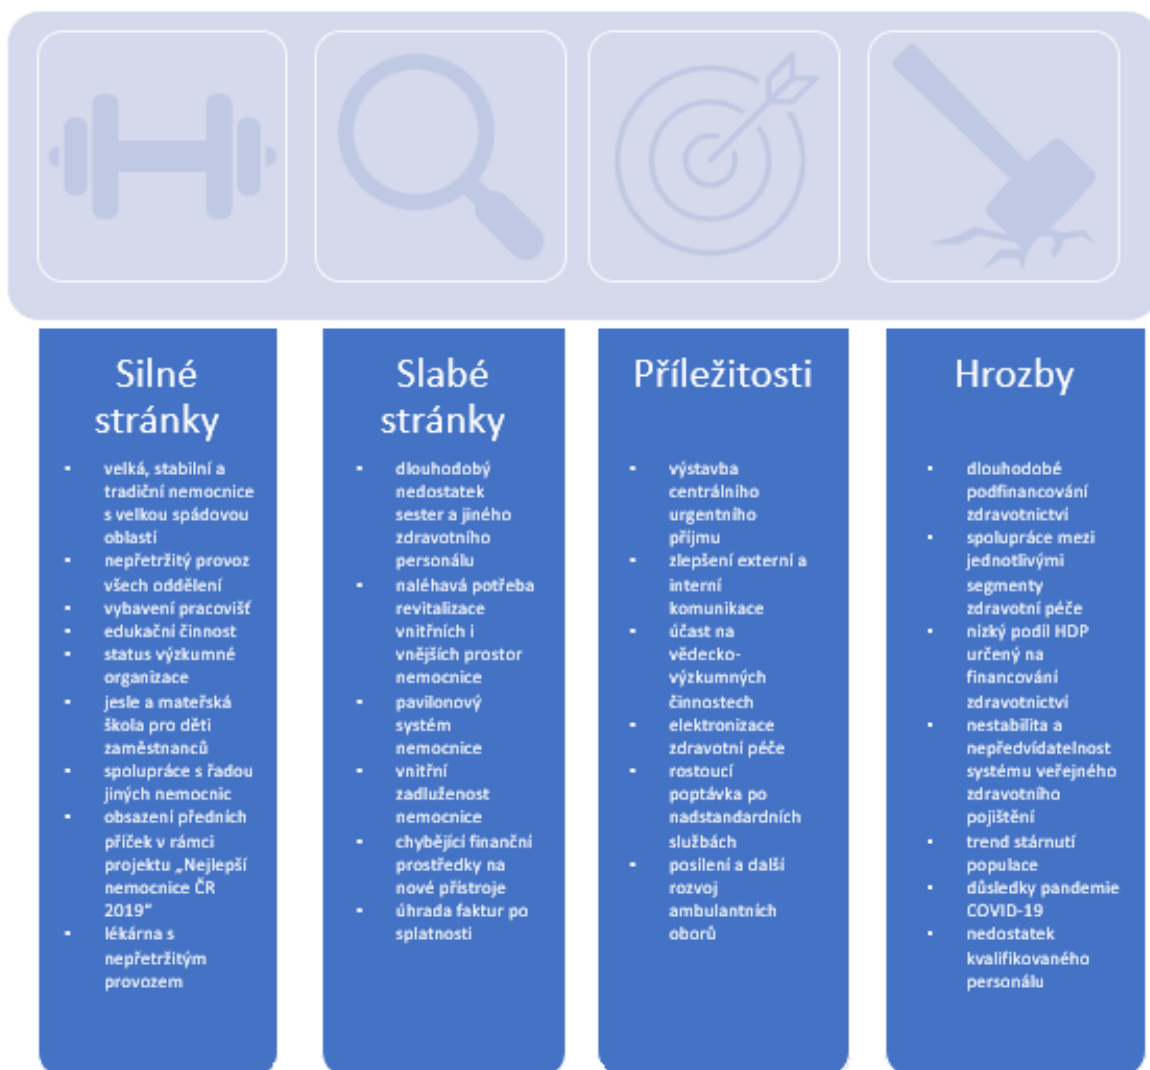 Silné
stránky
▪ velká, stabilní a
tradiční nemocnice
s velkou spádovou
oblastí
▪ nepřetržitý provoz
všech oddělení
▪ vybavení pracovišť
▪ edukační činnost
▪ status výzkumné
organizace
▪ jesle a mateřská
škola pro děti
zaměstnanců
▪ spolupráce s řadou
jiných nemocnic
▪ obsazení předních
příček v rámci
projektu „Nejlepší
nemocnice ČR
2019“
▪ lékárna s
nepřetržitým
provozem
Slabé
stránky
▪ dlouhodobý
nedostatek
sester a jiného
zdravotního
personálu
▪ naléhavá potřeba
revitalizace
vnitřních i
vnějších prostor
nemocnice
▪ pavilonový
systém
nemocnice
▪ vnitřní
zadluženost
nemocnice
▪ chybějící finanční
prostředky na
nové přístroje
▪ úhrada faktur po
splatnosti
Příležitosti
▪ výstavba
centrálního
urgentního
příjmu
▪ zlepšení externí a
interní
komunikace
▪ účast na
vědecko-
výzkumných
činnostech
▪ elektronizace
zdravotní péče
▪ rostoucí
poptávka po
nadstandardních
službách
▪ posílení a další
rozvoj
ambulantních
oborů
Hrozby
▪ dlouhodobé
podfinancování
zdravotnictví
▪ spolupráce mezi
jednotlivými
segmenty
zdravotní péče
▪ nízký podíl HDP
určený na
financování
zdravotnictví
▪ nestabilita a
nepředvídatelnost
systému veřejného
zdravotního
pojištění
▪ trend stárnutí
populace
▪ důsledky pandemie
COVID-19
▪ nedostatek
kvalifikovaného
personálu